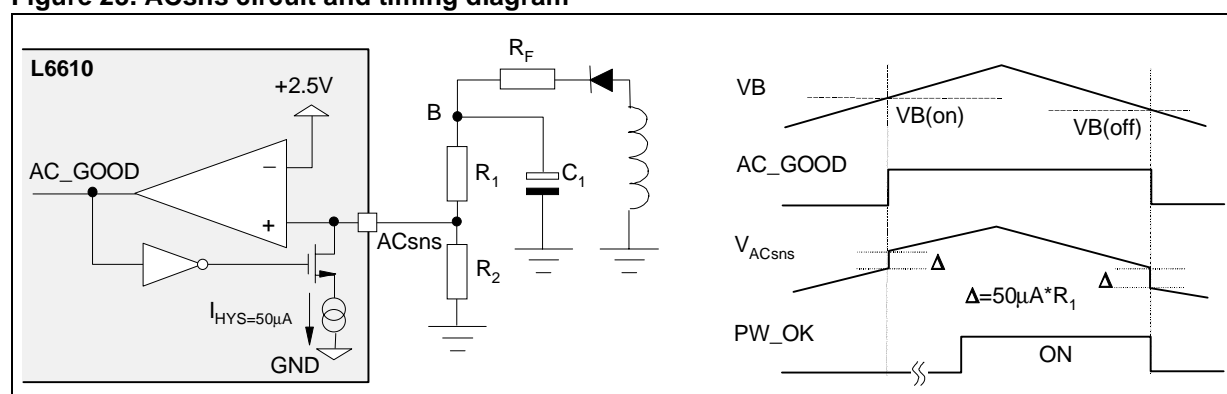 Figure 23. ACsns circuit and timing diagram
L6610
+2.5V
AC_GOOD
−
+
ACsns
I_HYS=50μA
GND
R_F
B
R_1
C_1
R_2
VB
VB(on)
VB(off)
AC_GOOD
V_ACsns
Δ
Δ
Δ=50μA*R_1
PW_OK
ON